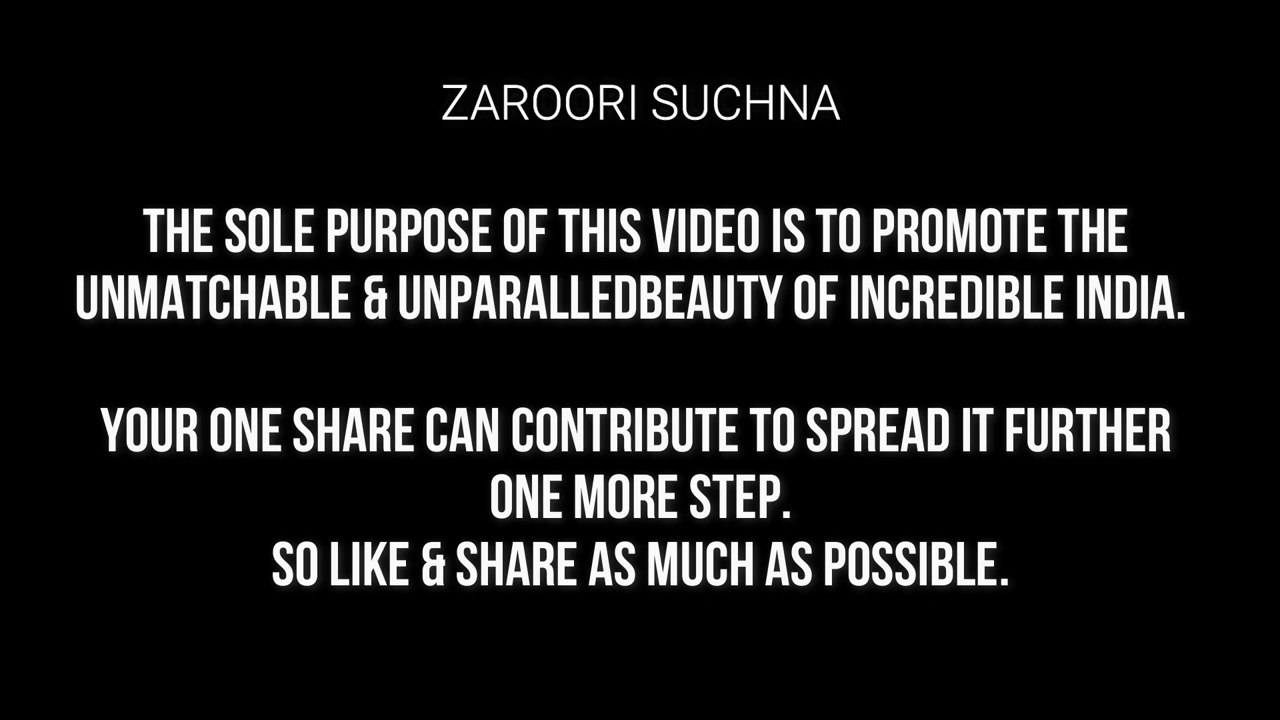 ZAROORI SUCHNA
THE SOLE PURPOSE OF THIS VIDEO IS TO PROMOTE THE
UNMATCHABLE & UNPARALLEDBEAUTY OF INCREDIBLE INDIA.
YOUR ONE SHARE CAN CONTRIBUTE TO SPREAD IT FURTHER
ONE MORE STEP.
SO LIKE & SHARE AS MUCH AS POSSIBLE.